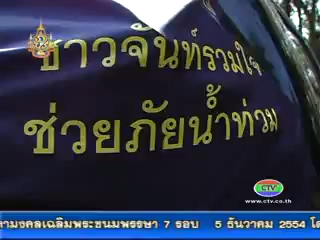 ชาวจันท์รวมใจ
ช่วยภัยน้ำท่วม
CTV
www.ctv.co.th
ามงคลเฉลิมพระชนมพรรษา 7 รอบ 5 ธันวาคม 2554 โด